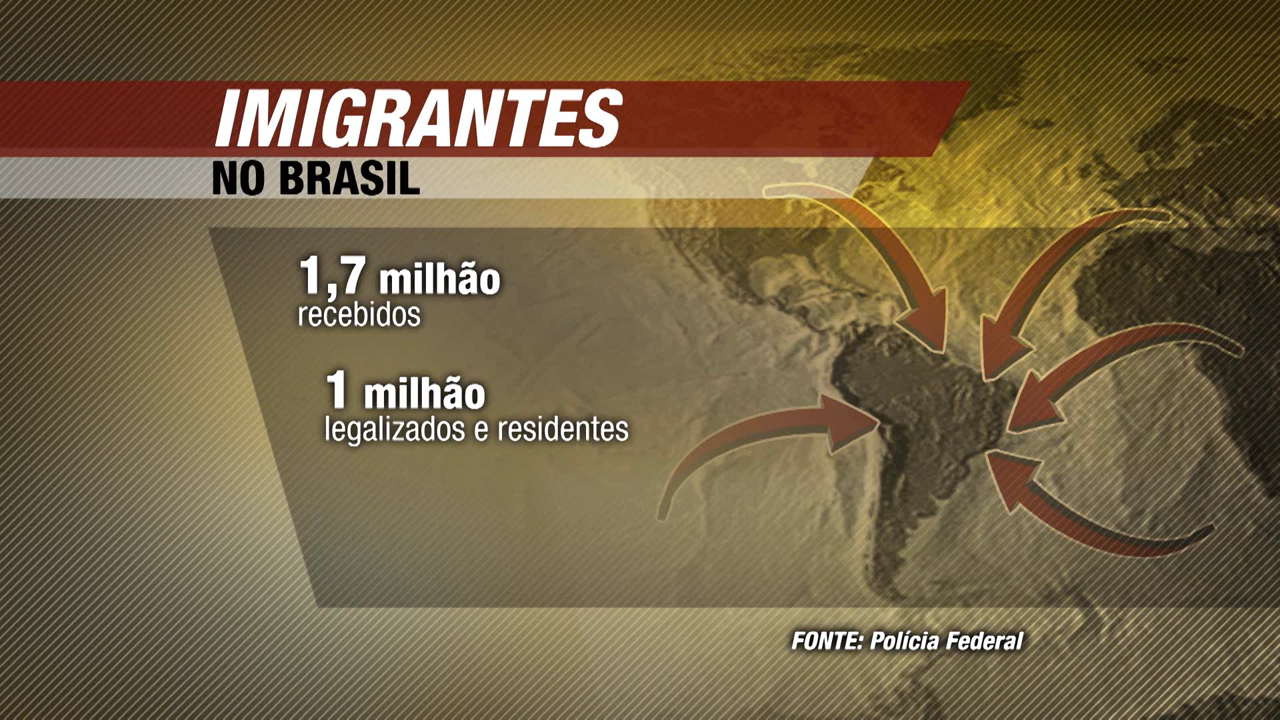 IMIGRANTES
NO BRASIL
1,7 milhão
recebidos
1 milhão
legalizados e residentes
FONTE: Polícia Federal